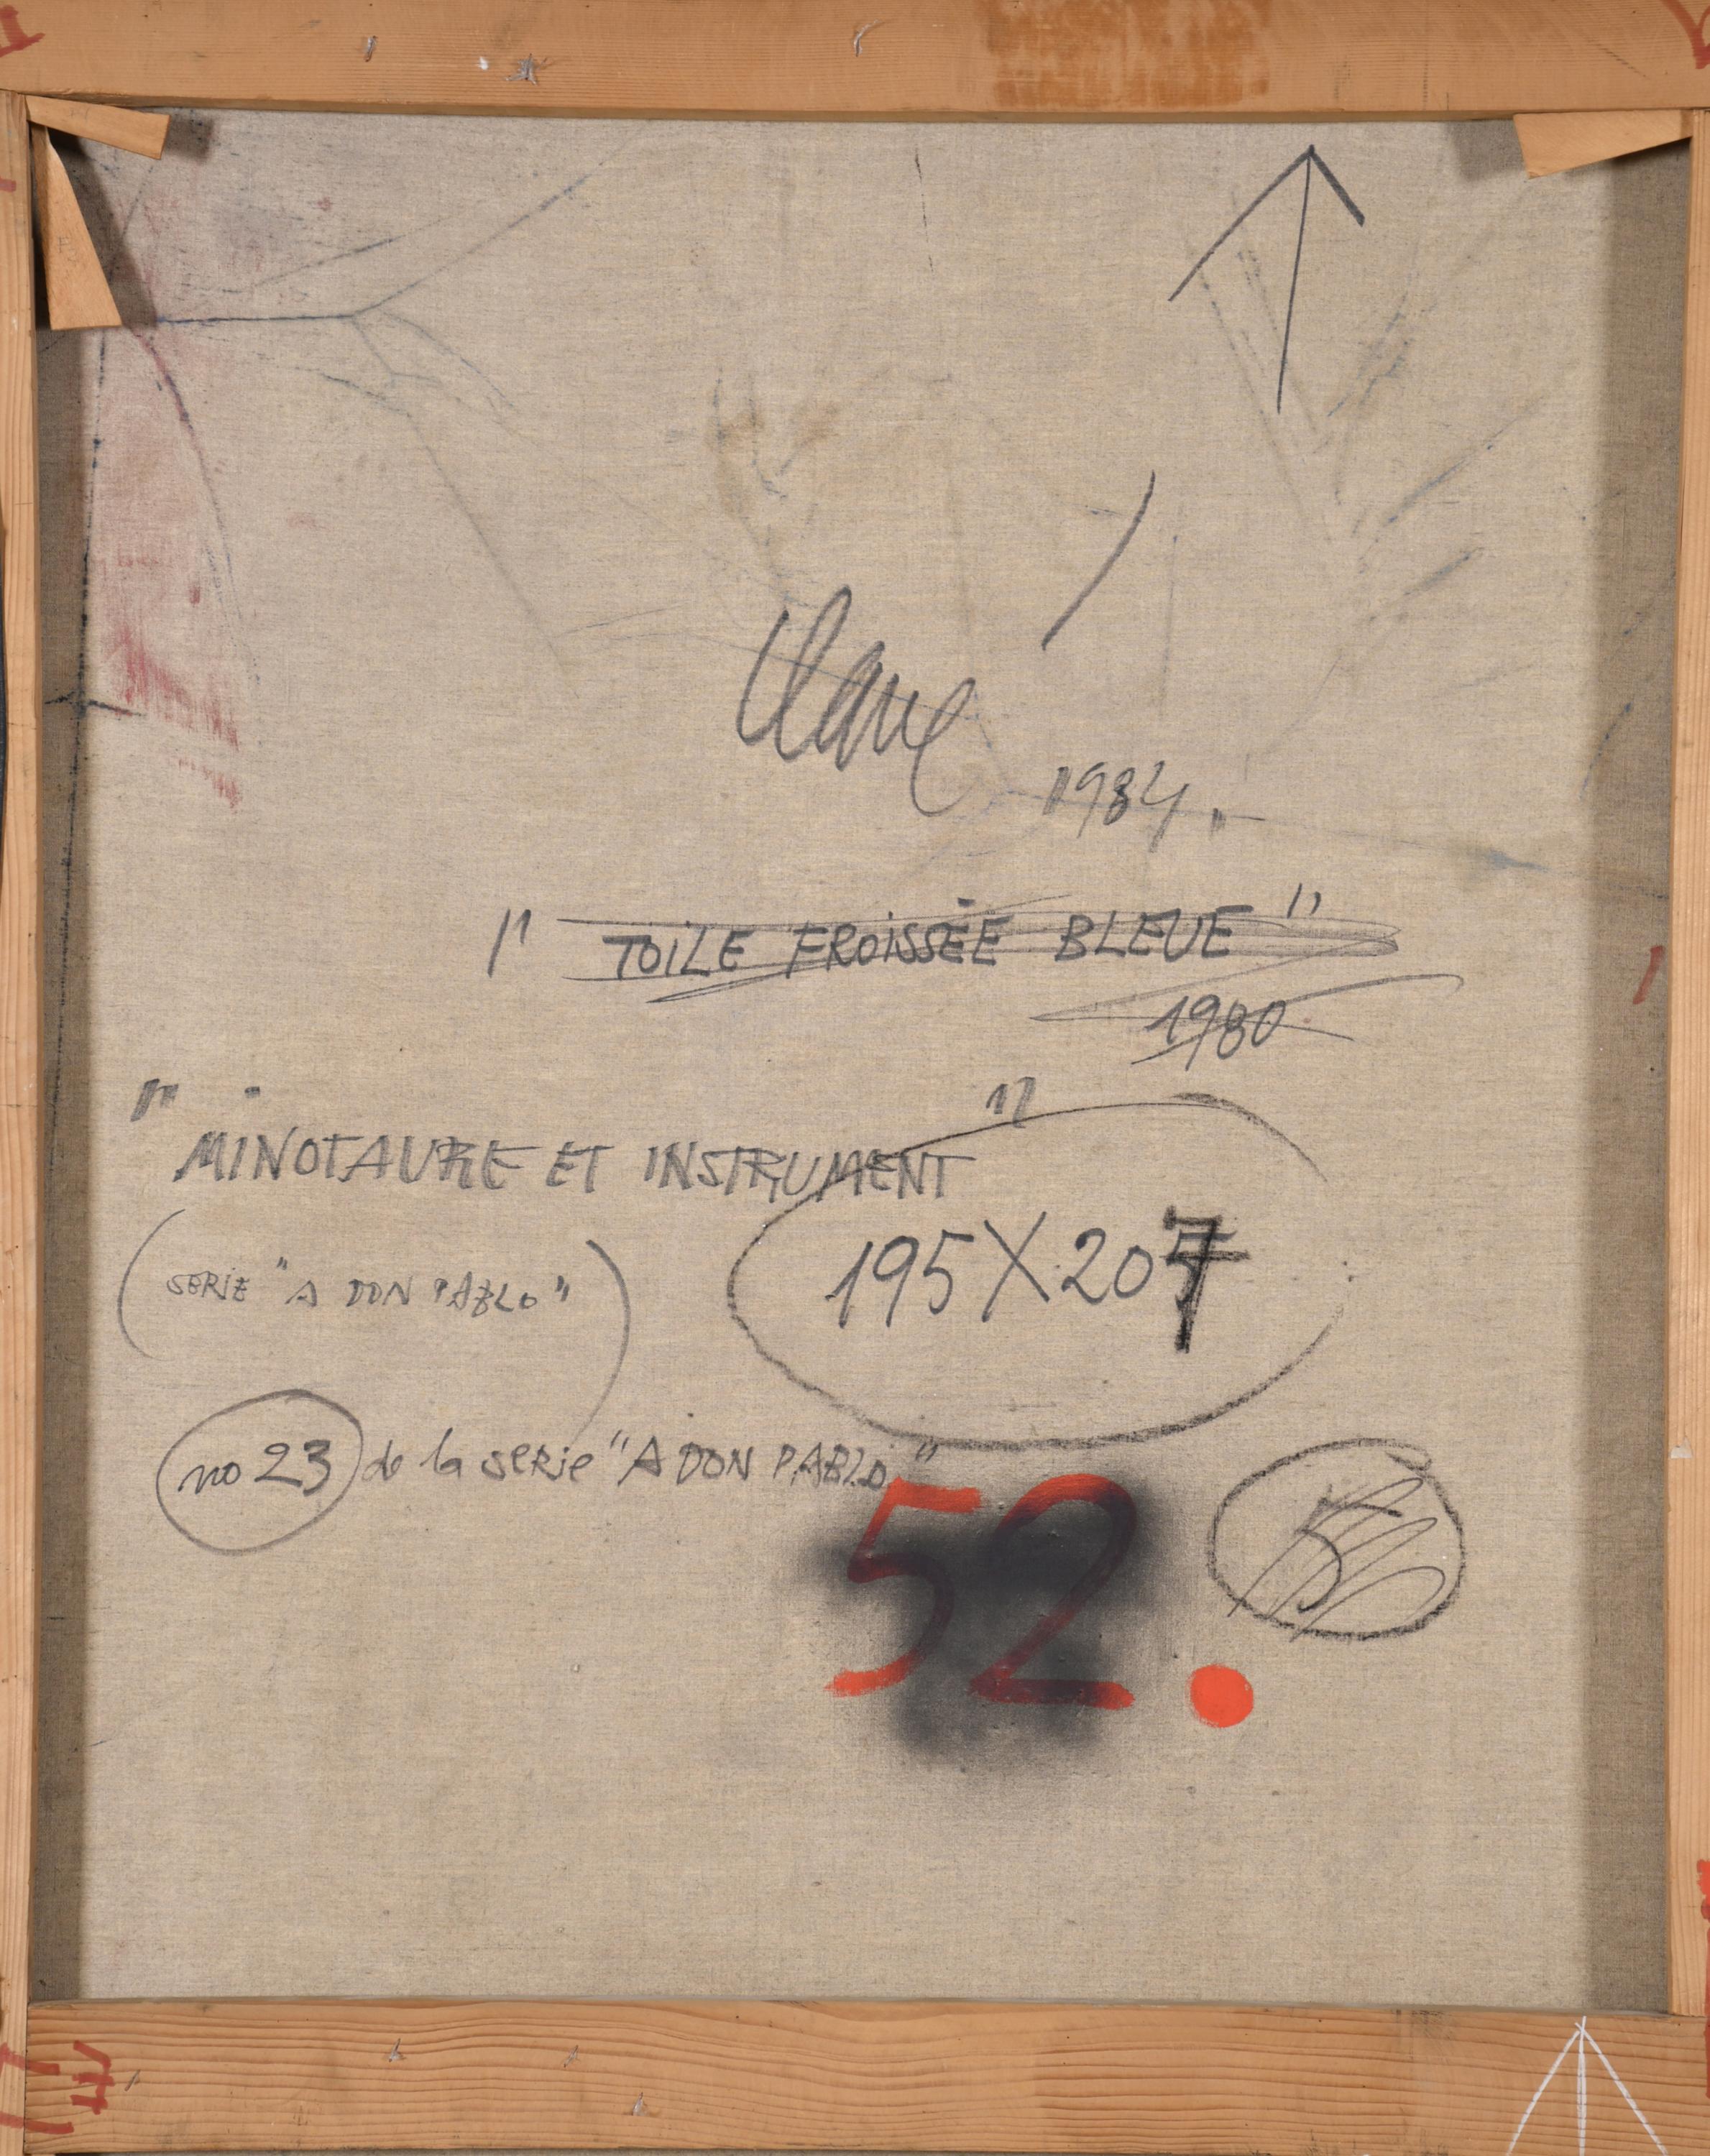 Clavé
1984.
" TOILE FROISSÉE BLEUE "
1980
" MINOTAURE ET INSTRUMENT "
195 X 207
(SERIE "A DON PABLO")
no 23 de la serie "A DON PABLO"
52.